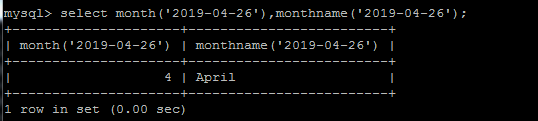 mysql> select month('2019-04-26'),monthname('2019-04-26');
+---------------------+-------------------------+
| month('2019-04-26') | monthname('2019-04-26') |
+---------------------+-------------------------+
|                   4 | April                   |
+---------------------+-------------------------+
1 row in set (0.00 sec)